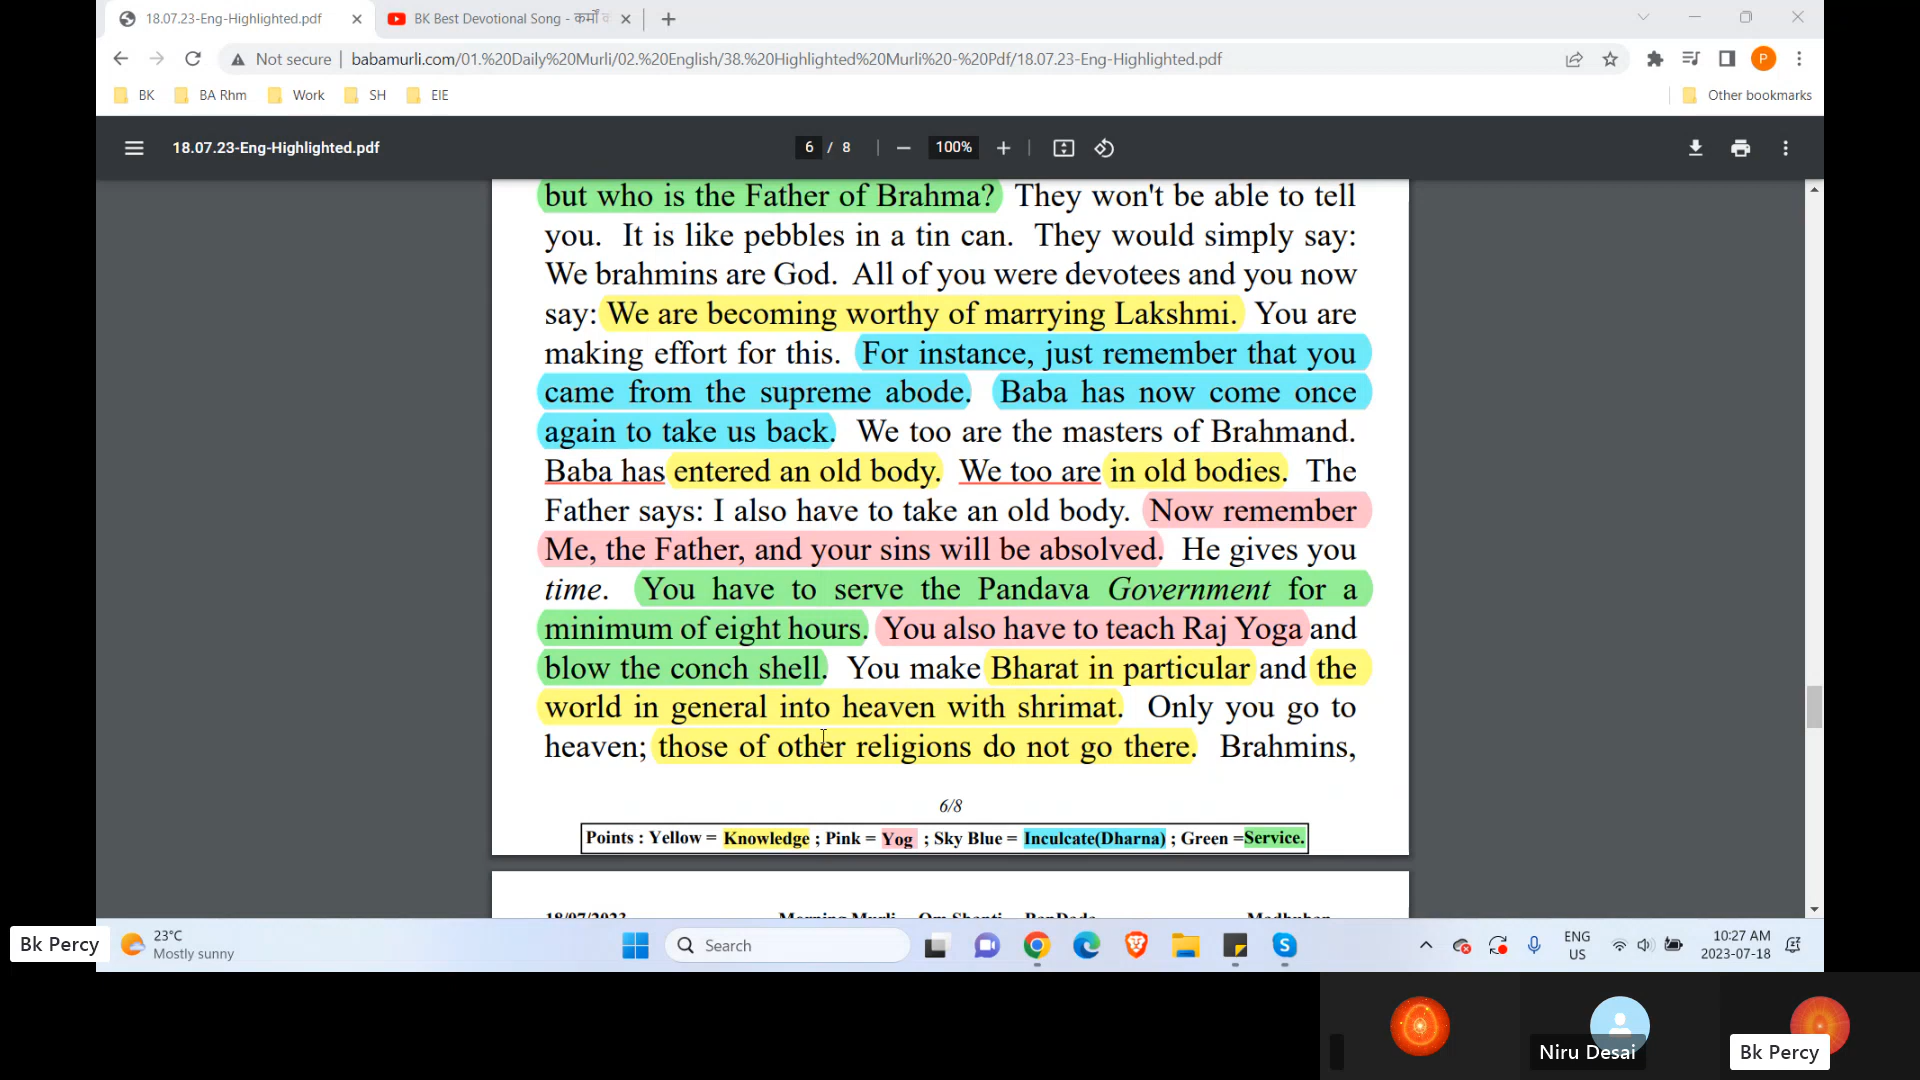 18.07.23-Eng-Highlighted.pdf
BK Best Devotional Song - कर्मों
Not secure
babamurli.com/01.%20Daily%20Murli/02.%20English/38.%20Highlighted%20Murli%20-%20Pdf/18.07.23-Eng-Highlighted.pdf
P
BK
BA Rhm
Work
SH
EIE
Other bookmarks
18.07.23-Eng-Highlighted.pdf
6 / 8
100%
but who is the Father of Brahma? They won't be able to tell
you. It is like pebbles in a tin can. They would simply say:
We brahmins are God. All of you were devotees and you now
say: We are becoming worthy of marrying Lakshmi. You are
making effort for this. For instance, just remember that you
came from the supreme abode. Baba has now come once
again to take us back. We too are the masters of Brahmand.
Baba has entered an old body. We too are in old bodies. The
Father says: I also have to take an old body. Now remember
Me, the Father, and your sins will be absolved. He gives you
time. You have to serve the Pandava Government for a
minimum of eight hours. You also have to teach Raj Yoga and
blow the conch shell. You make Bharat in particular and the
world in general into heaven with shrimat. Only you go to
heaven; those of other religions do not go there. Brahmins,
6/8
Points : Yellow = Knowledge ; Pink = Yog ; Sky Blue = Inculcate(Dharna) ; Green =Service.
18/07/2023 Morning Murli Om Shanti BapDada Madhuban
Bk Percy
23°C
Mostly sunny
Search
S
ENG
US
10:27 AM
2023-07-18
Niru Desai
Bk Percy